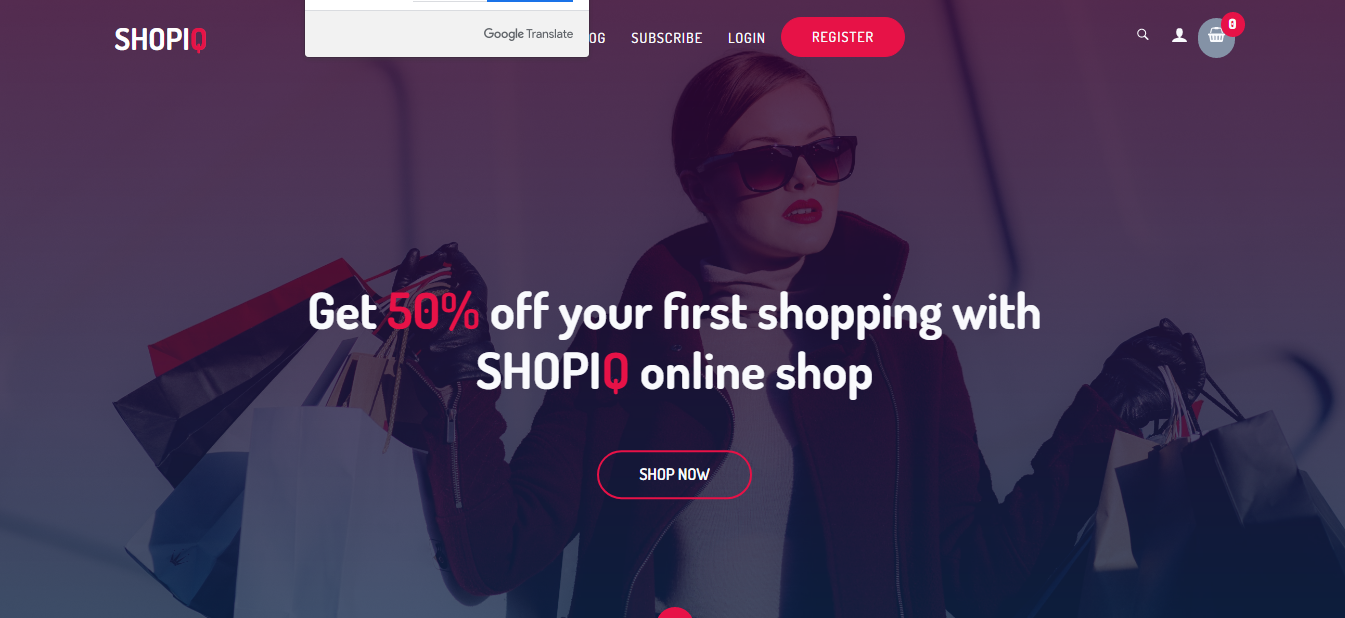 SHOPIQ
Google Translate
OG SUBSCRIBE LOGIN REGISTER
0
Get 50% off your first shopping with
SHOPIQ online shop
SHOP NOW